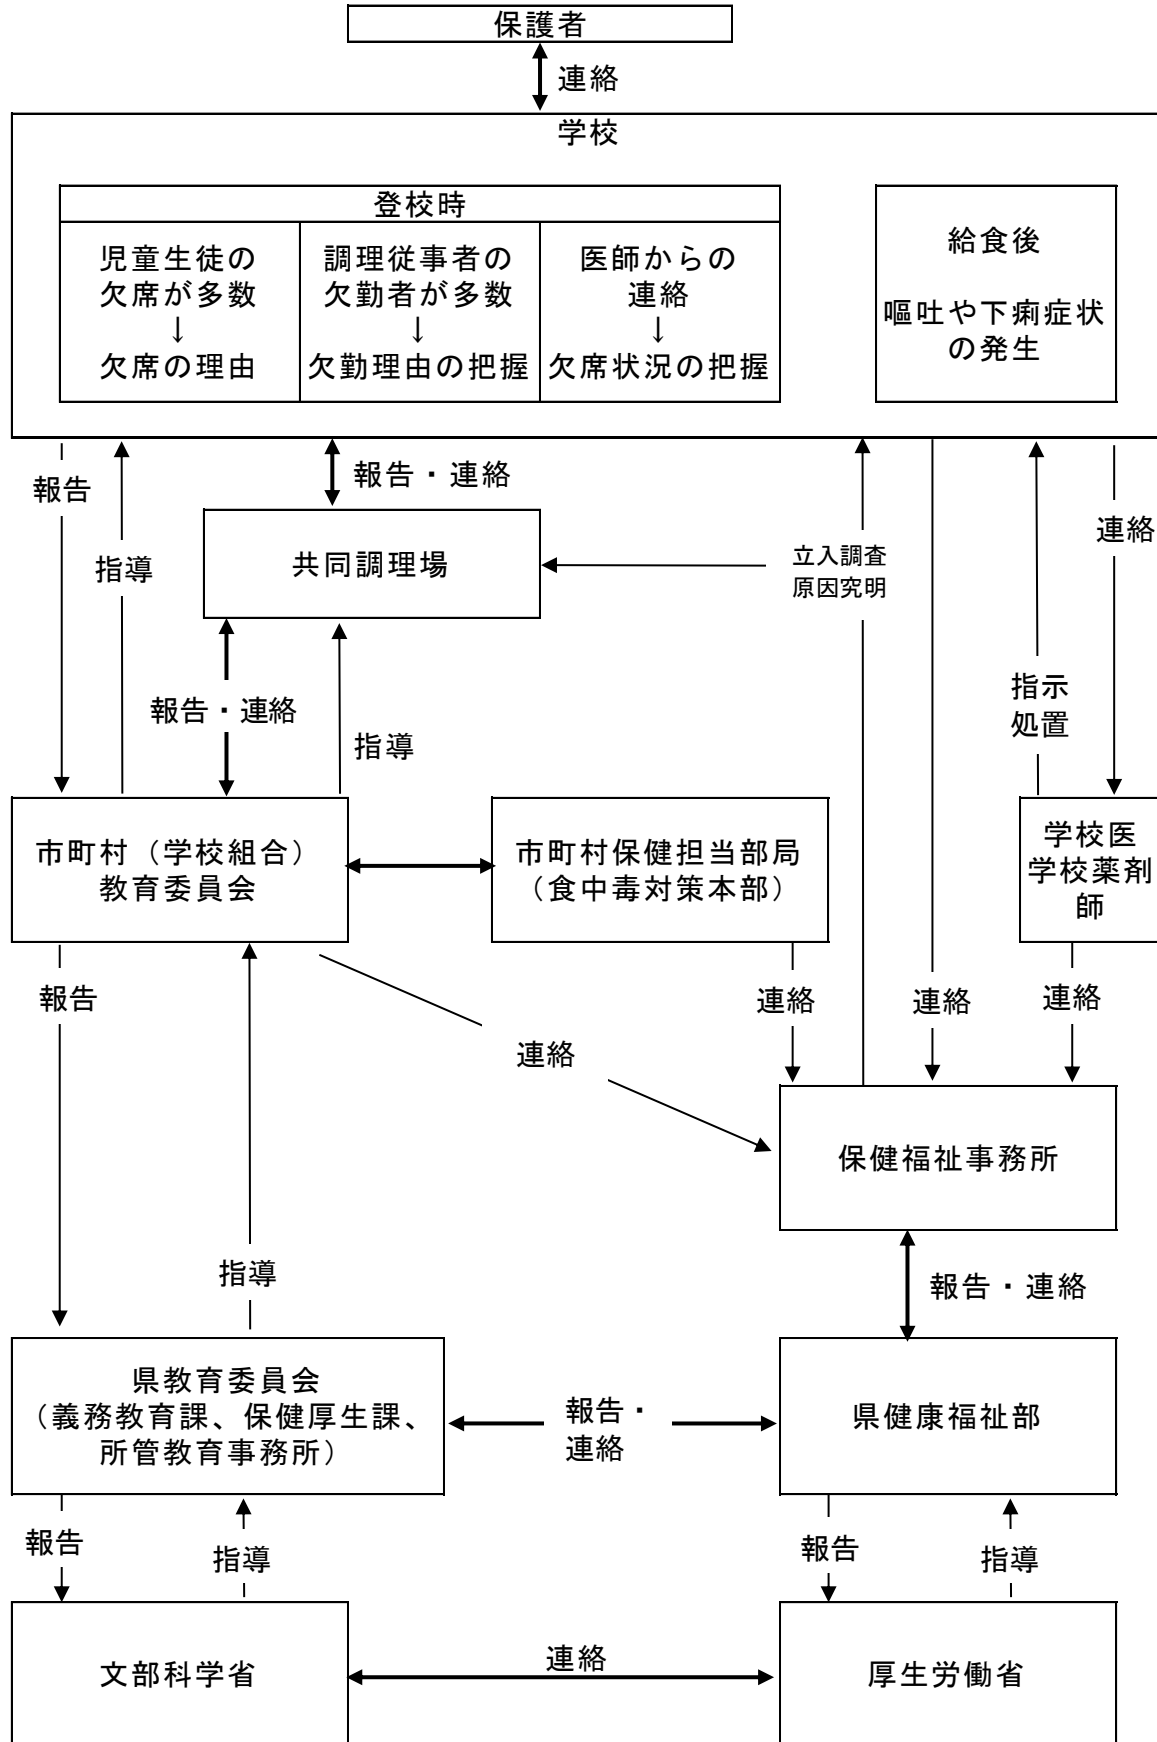 保護者
連絡
学校
登校時
児童生徒の
欠席が多数
↓
欠席の理由
調理従事者の
欠勤者が多数
↓
欠勤理由の把握
医師からの
連絡
↓
欠席状況の把握
給食後
嘔吐や下痢症状
の発生
報告
指導
報告・連絡
共同調理場
立入調査
原因究明
連絡
報告・連絡
指導
指示
処置
市町村（学校組合）
教育委員会
市町村保健担当部局
（食中毒対策本部）
学校医
学校薬剤
師
報告
連絡
連絡
連絡
連絡
保健福祉事務所
指導
報告・連絡
県教育委員会
（義務教育課、保健厚生課、
所管教育事務所）
報告・
連絡
県健康福祉部
報告
指導
報告
指導
文部科学省
連絡
厚生労働省